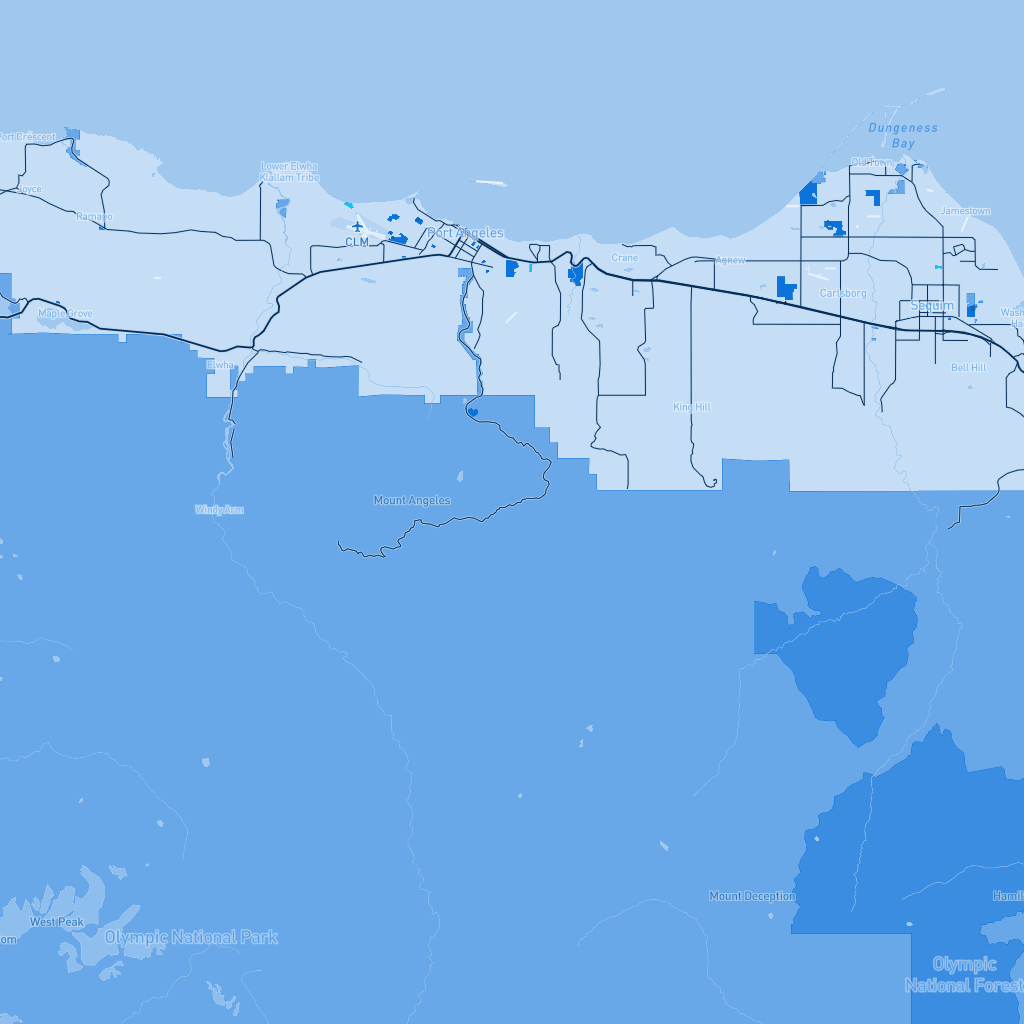 Dungeness
Bay
Port Crescent
Old Town
Lower Elwha
Klallam Tribe
Joyce
Ramapo
Jamestown
Port Angeles
CLM
Crane
Agnew
Carlsborg
Sequim
Maple Grove
Wash
Ha
Elwha
Bell Hill
King Hill
Mount Angeles
Windy Arm
Mount Deception
Hamil
West Peak
om
Olympic National Park
Olympic
National Forest